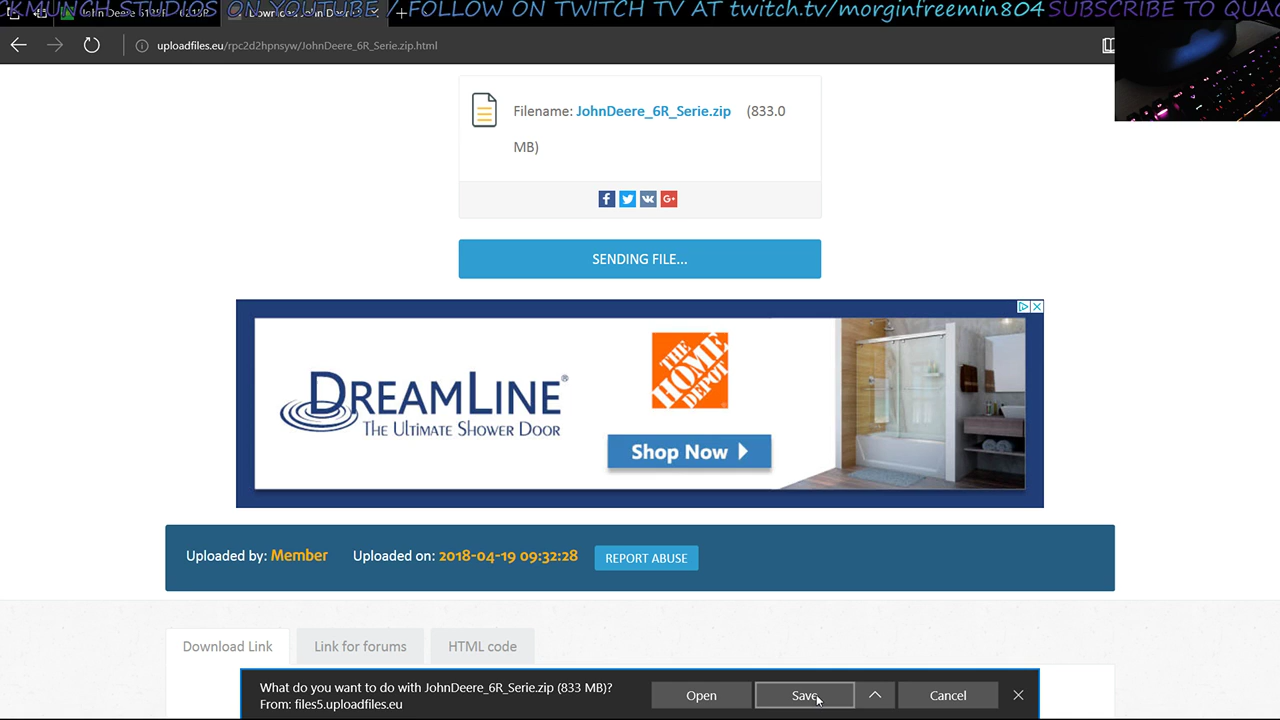 CKHUNCH STUDIOS ON YOUTUBE / FOLLOW ON TWITCH TV AT twitch.tv/morginfreemin804 SUBSCRIBE TO QUAC
uploadfiles.eu/rpc2d2hpnsyw/JohnDeere_6R_Serie.zip.html
Filename: JohnDeere_6R_Serie.zip (833.0
MB)
SENDING FILE...
DREAMLINE®
THE ULTIMATE SHOWER DOOR
THE HOME DEPOT
Shop Now
Uploaded by: Member Uploaded on: 2018-04-19 09:32:28 REPORT ABUSE
Download Link Link for forums HTML code
What do you want to do with JohnDeere_6R_Serie.zip (833 MB)?
From: files5.uploadfiles.eu
Open Save Cancel